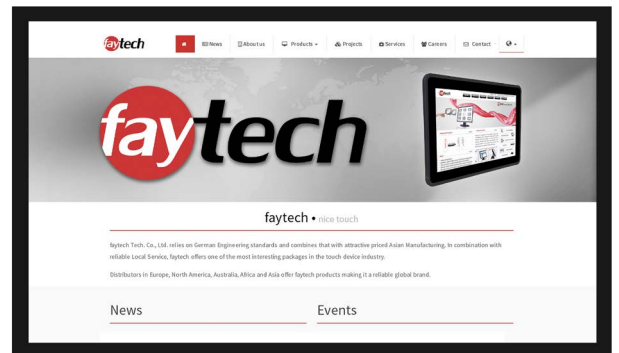 faytech
News
About us
Products
Projects
Services
Careers
Contact
faytech
faytech
faytech • nice touch
faytech Tech. Co., Ltd. relies on German Engineering standards and combines that with attractive priced Asian Manufacturing. In combination with
reliable Local Service, faytech offers one of the most interesting packages in the touch device industry.
Distributors in Europe, North America, Australia, Africa and Asia offer faytech products making it a reliable global brand.
News
Events